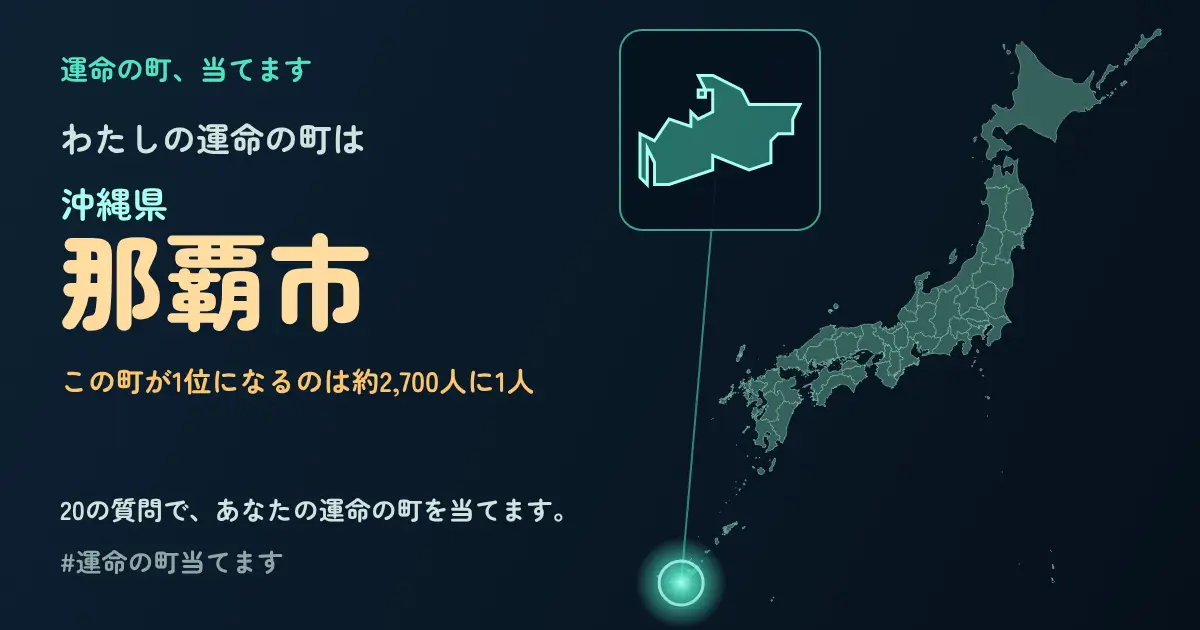 運命の町、当てます
わたしの運命の町は
沖縄県
那覇市
この町が1位になるのは約2,700人に1人
20の質問で、あなたの運命の町を当てます。
#運命の町当てます